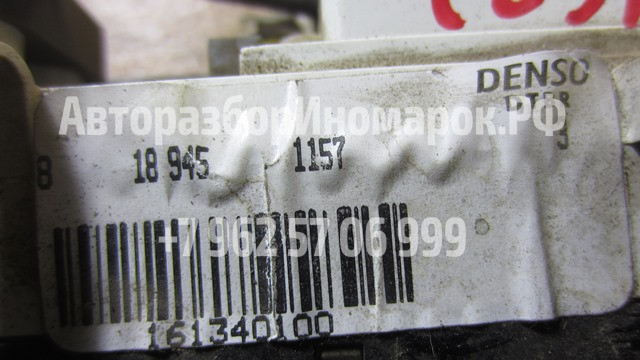 DENSO
АвторазборИномарок.РФ
8 18 945 1157
+7 962 57 06 999
161340100